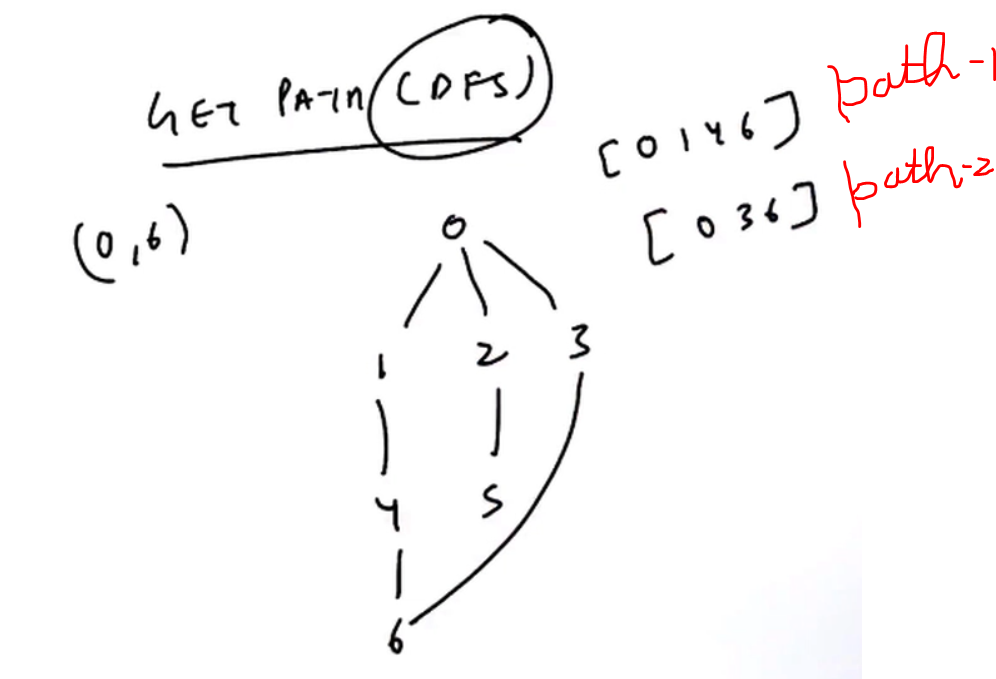 GET PATH (DFS)
[0 1 4 6] path-1
[0 3 6] path-2
(0,6)
0
1 2 3
4 5
6